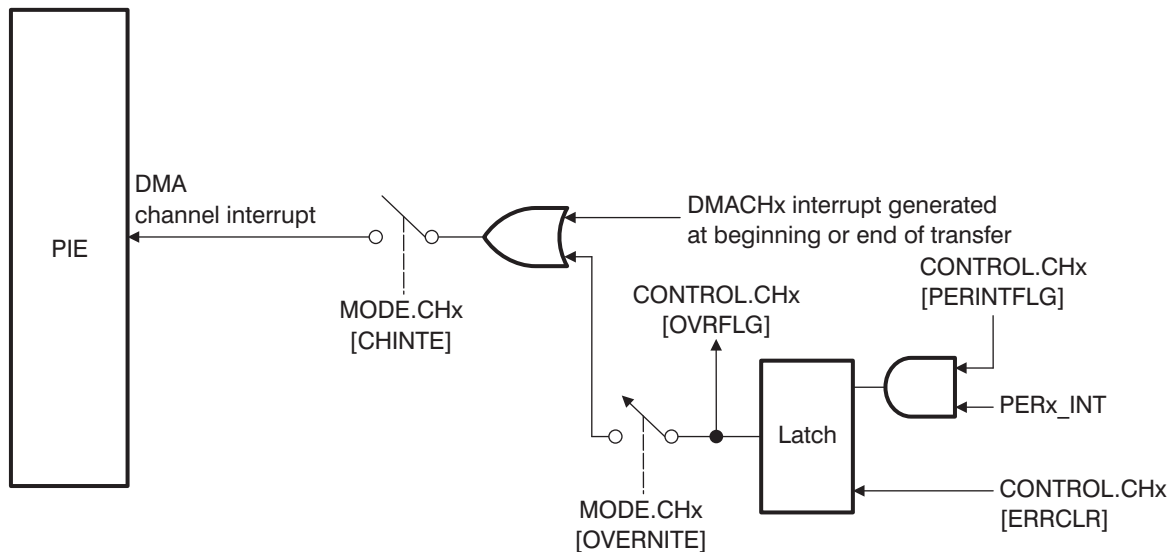 PIE
DMA
channel interrupt
MODE.CHx
[CHINTE]
DMACHx interrupt generated
at beginning or end of transfer
CONTROL.CHx
[OVRFLG]
CONTROL.CHx
[PERINTFLG]
PERx_INT
Latch
MODE.CHx
[OVERNITE]
CONTROL.CHx
[ERRCLR]